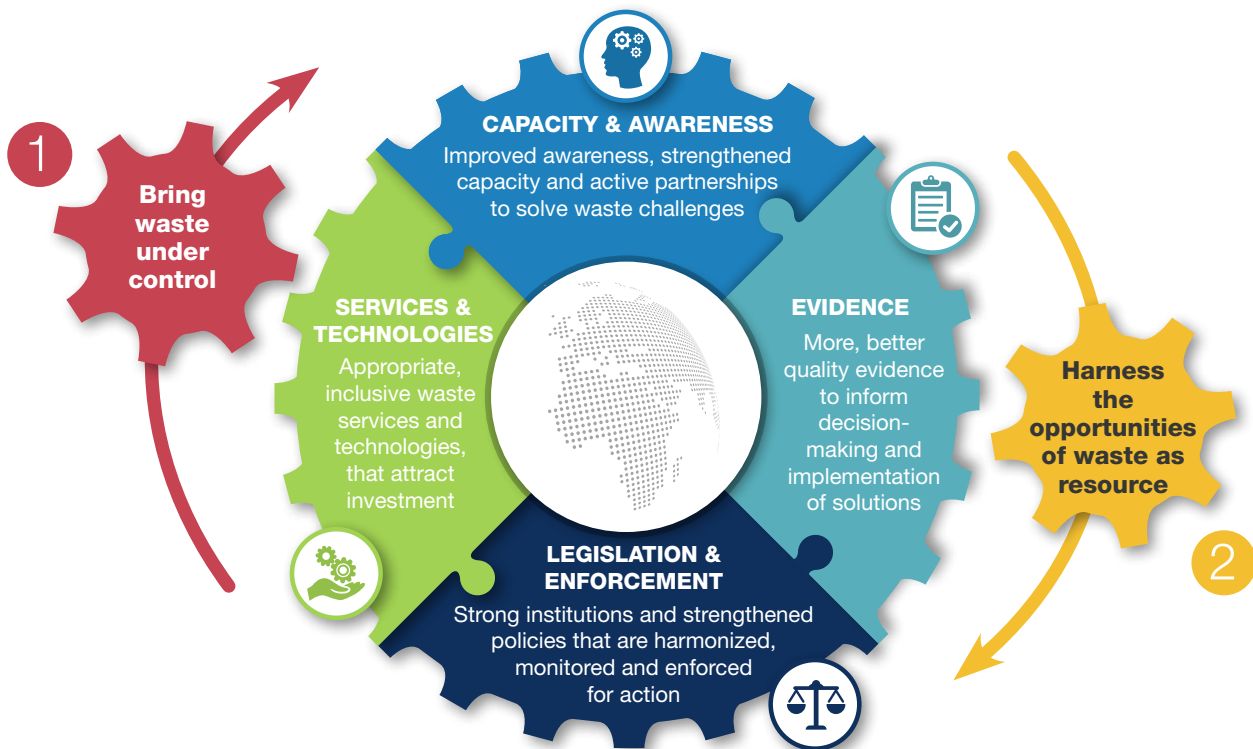 1
Bring
waste
under
control
CAPACITY & AWARENESS
Improved awareness, strengthened
capacity and active partnerships
to solve waste challenges
SERVICES &
TECHNOLOGIES
Appropriate,
inclusive waste
services and
technologies,
that attract
investment
EVIDENCE
More, better
quality evidence
to inform
decision-
making and
implementation
of solutions
LEGISLATION &
ENFORCEMENT
Strong institutions and strengthened
policies that are harmonized,
monitored and enforced
for action
Harness
the
opportunities
of waste as
resource
2